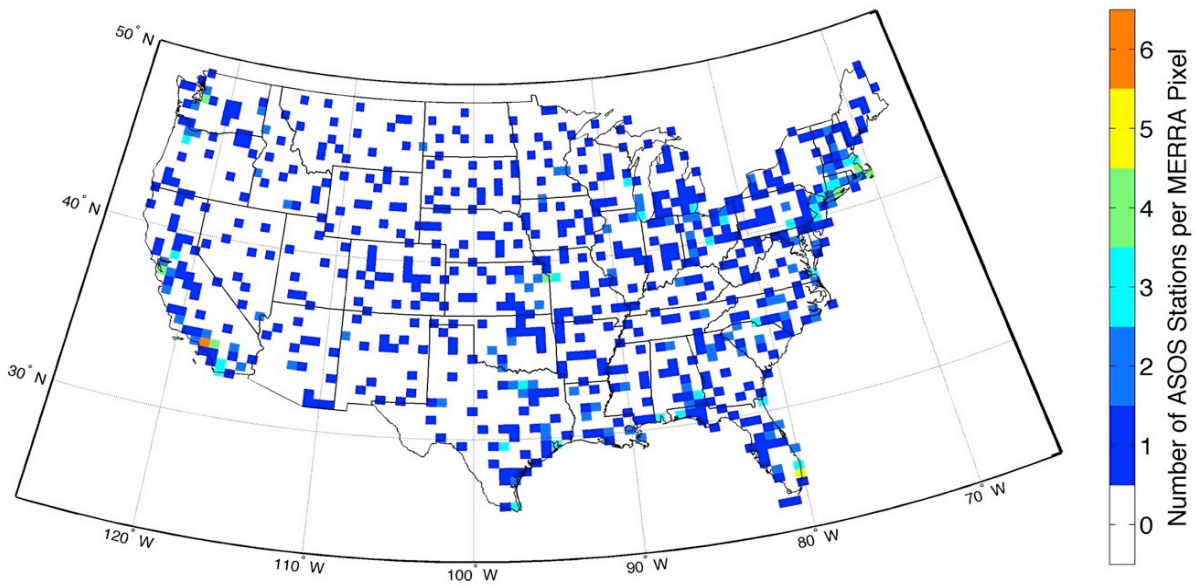 50° N
40° N
30° N
120° W
110° W
100° W
90° W
80° W
70° W
6
5
4
3
2
1
0
Number of ASOS Stations per MERRA Pixel